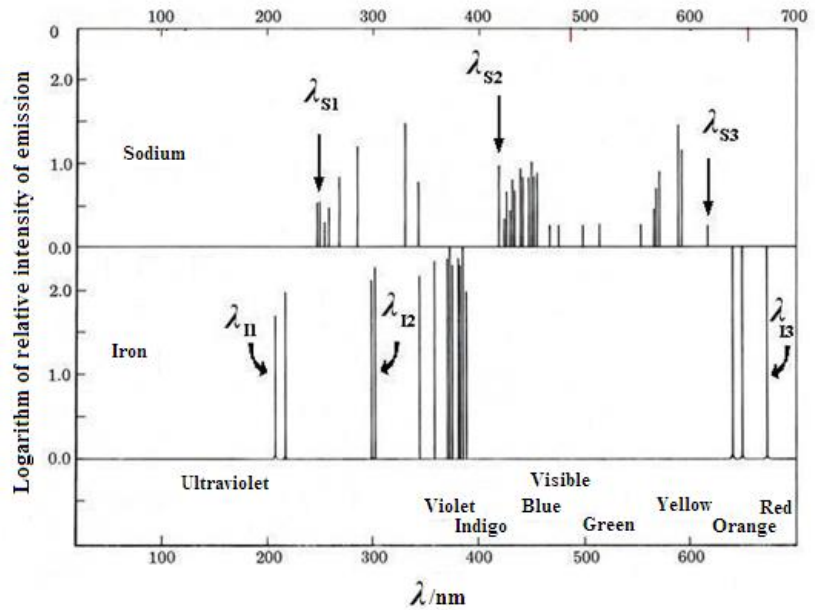 100 200 300 400 500 600 700
0
2.0
1.0
0.0
λS1
λS2
λS3
Sodium
2.0
1.0
0.0
λI1
λI2
λI3
Iron
Logarithm of relative intensity of emission
Ultraviolet
Visible
Violet
Indigo
Blue
Green
Yellow
Orange
Red
100 200 300 400 500 600
λ/nm